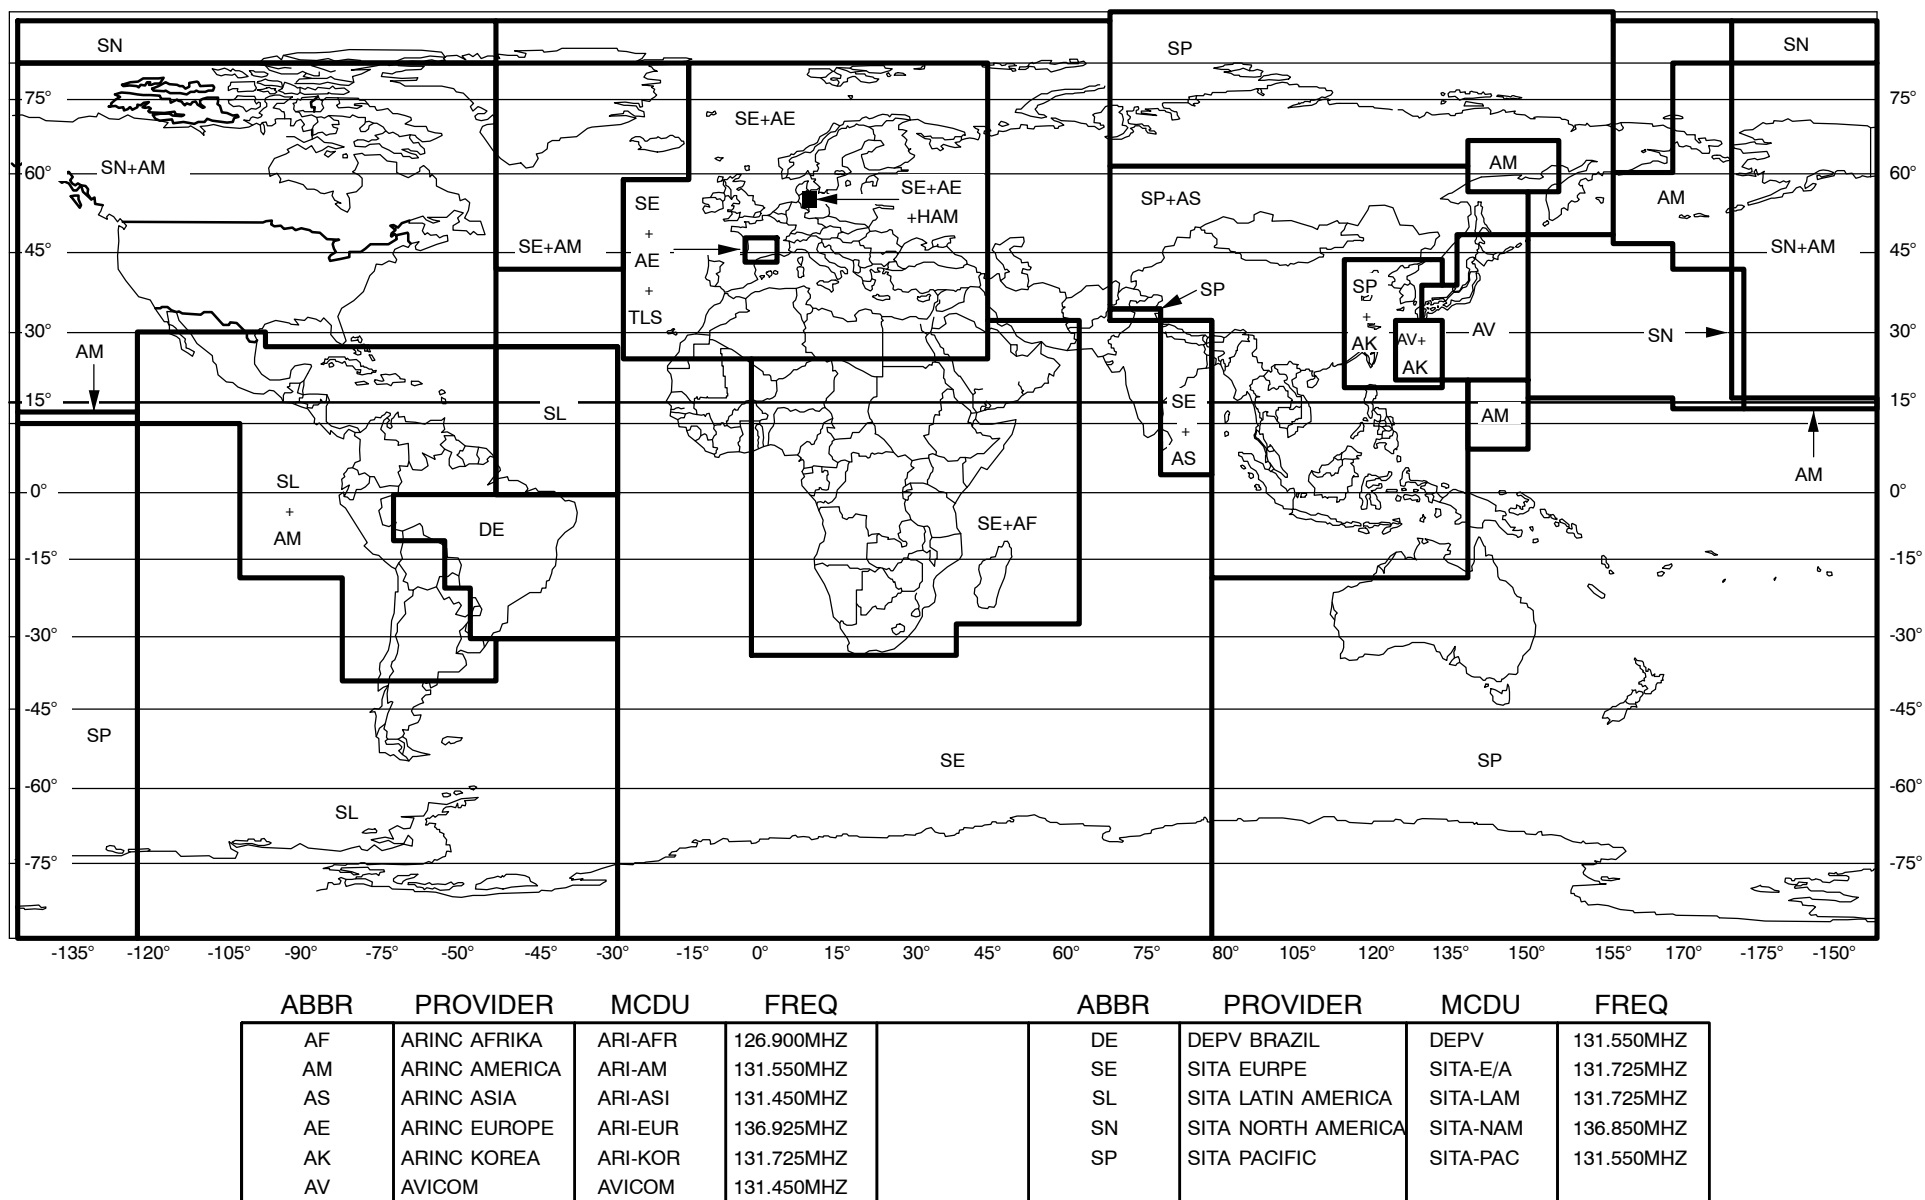 SN
SP
SN
75°
75°
SE+AE
SN+AM
AM
60°
60°
SE+AE
+HAM
SE
+
AE
+
TLS
SP+AS
AM
SE+AM
45°
45°
SN+AM
SP
SP
+
AK
AV+
AK
AV
SN
30°
30°
AM
15°
15°
SL
SE
+
AS
AM
AM
0°
0°
SL
+
AM
DE
SE+AF
-15°
-15°
-30°
-30°
-45°
-45°
SP
SE
SP
-60°
-60°
SL
-75°
-75°
-135° -120° -105° -90° -75° -50° -45° -30° -15° 0° 15° 30° 45° 60° 75° 80° 105° 120° 135° 150° 155° 170° -175° -150°
ABBR PROVIDER MCDU FREQ ABBR PROVIDER MCDU FREQ
AF ARINC AFRIKA ARI-AFR 126.900MHZ DE DEPV BRAZIL DEPV 131.550MHZ
AM ARINC AMERICA ARI-AM 131.550MHZ SE SITA EURPE SITA-E/A 131.725MHZ
AS ARINC ASIA ARI-ASI 131.450MHZ SL SITA LATIN AMERICA SITA-LAM 131.725MHZ
AE ARINC EUROPE ARI-EUR 136.925MHZ SN SITA NORTH AMERICA SITA-NAM 136.850MHZ
AK ARINC KOREA ARI-KOR 131.725MHZ SP SITA PACIFIC SITA-PAC 131.550MHZ
AV AVICOM AVICOM 131.450MHZ